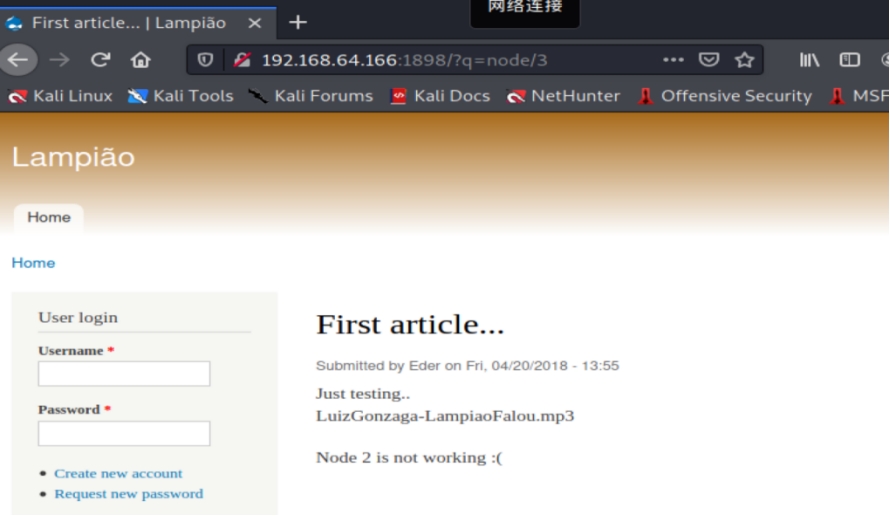 网络连接
First article... | Lampião
192.168.64.166:1898/?q=node/3
Kali Linux Kali Tools Kali Forums Kali Docs NetHunter Offensive Security MSF
Lampião
Home
Home
User login
Username *
Password *
Create new account
Request new password
First article...
Submitted by Eder on Fri, 04/20/2018 - 13:55
Just testing..
LuizGonzaga-LampiaoFalou.mp3
Node 2 is not working :(